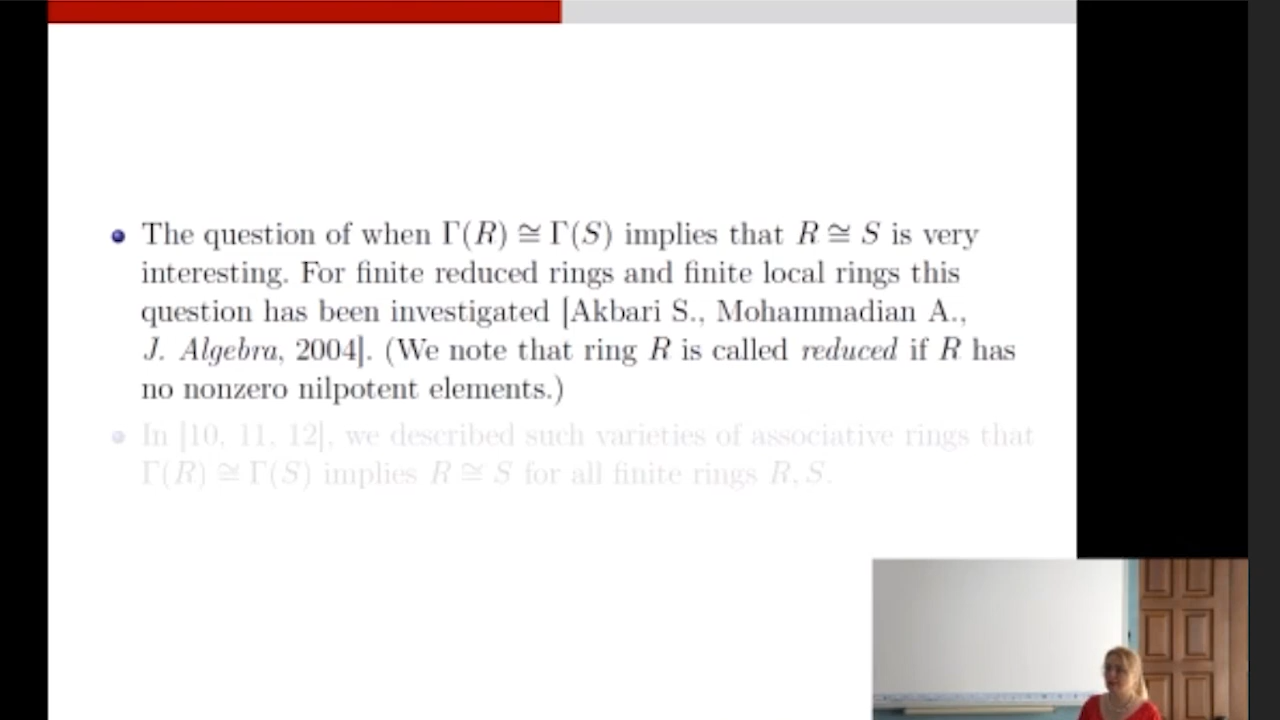 The question of when Γ(R) ≅ Γ(S) implies that R ≅ S is very
interesting. For finite reduced rings and finite local rings this
question has been investigated [Akbari S., Mohammadian A.,
J. Algebra, 2004]. (We note that ring R is called reduced if R has
no nonzero nilpotent elements.)
In [10, 11, 12], we described such varieties of associative rings that
Γ(R) ≅ Γ(S) implies R ≅ S for all finite rings R, S.